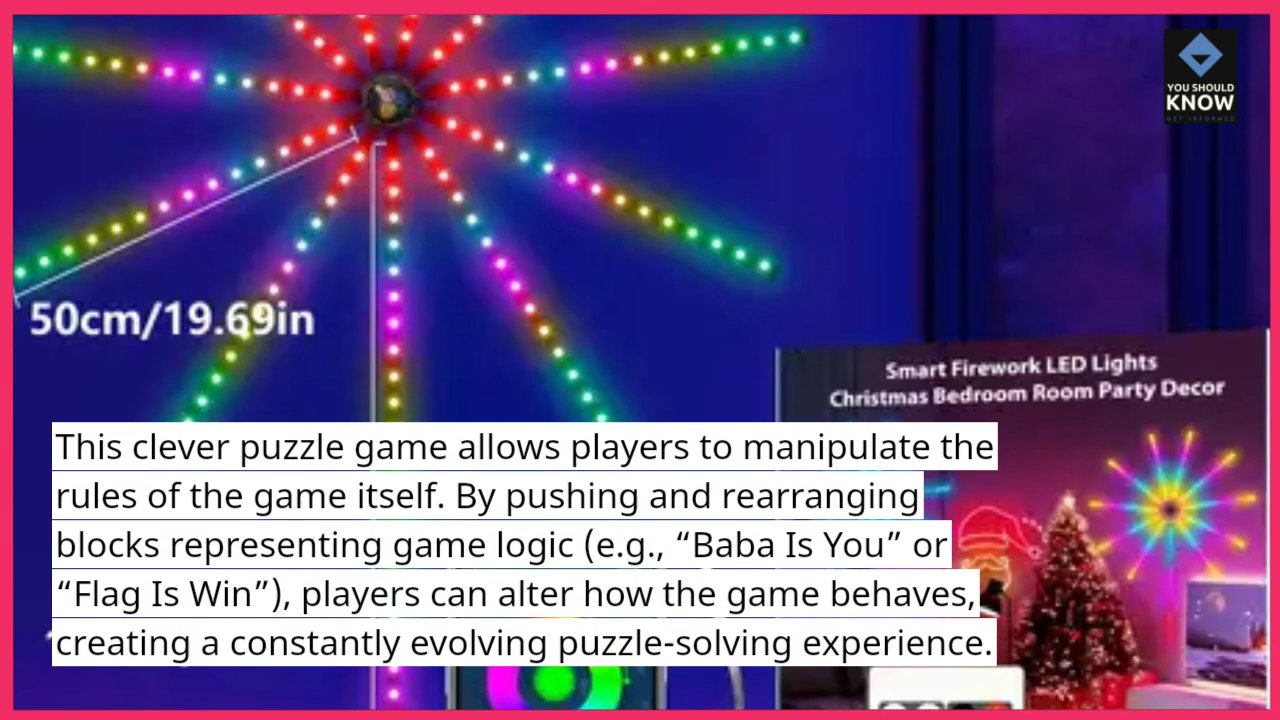 YOU SHOULD
KNOW
GET INFORMED
50cm/19.69in
Smart Firework LED Lights
Christmas Bedroom Room Party Decor
This clever puzzle game allows players to manipulate the
rules of the game itself. By pushing and rearranging
blocks representing game logic (e.g., “Baba Is You” or
“Flag Is Win”), players can alter how the game behaves,
creating a constantly evolving puzzle-solving experience.